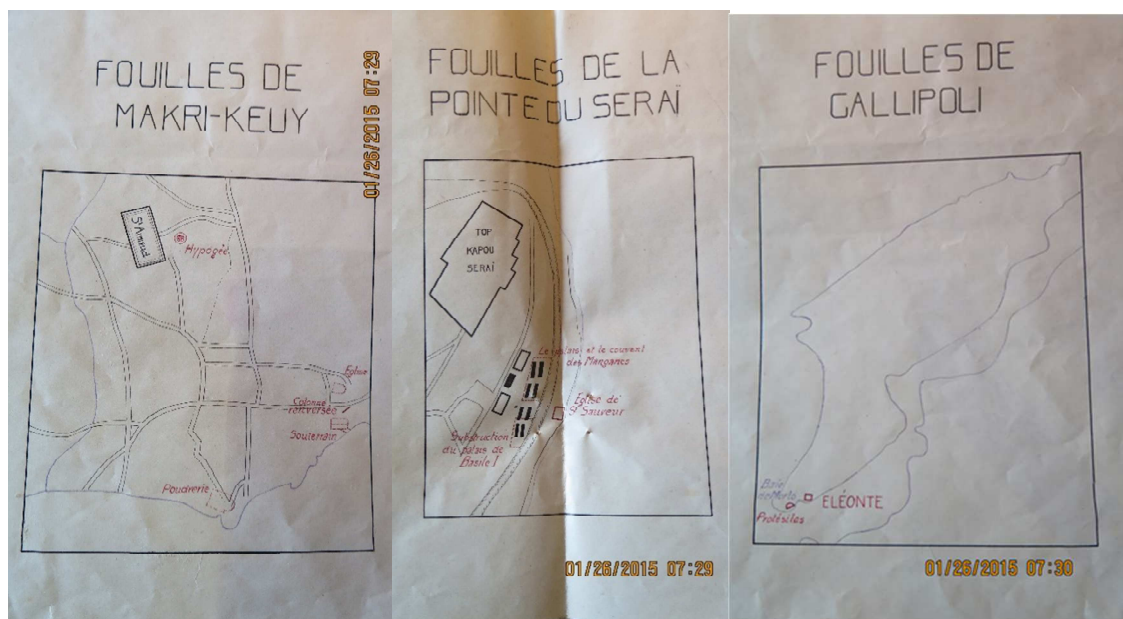 FOUILLES DE
MAKRI-KEUY
01/26/2015 07:29
Hypogée
Eglise
Colonne
renversée
Souterrain
Poudrerie
FOUILLES DE LA
POINTE DU SERAÏ
TOP
KAPOU
SERAÏ
Le palais et le couvent
des Manganes
Eglise de
St Sauveur
Substruction
du palais de
Basile I
01/26/2015 07:29
FOUILLES DE
GALLIPOLI
Baie
de Morto
ELÉONTE
Protésilas
01/26/2015 07:30